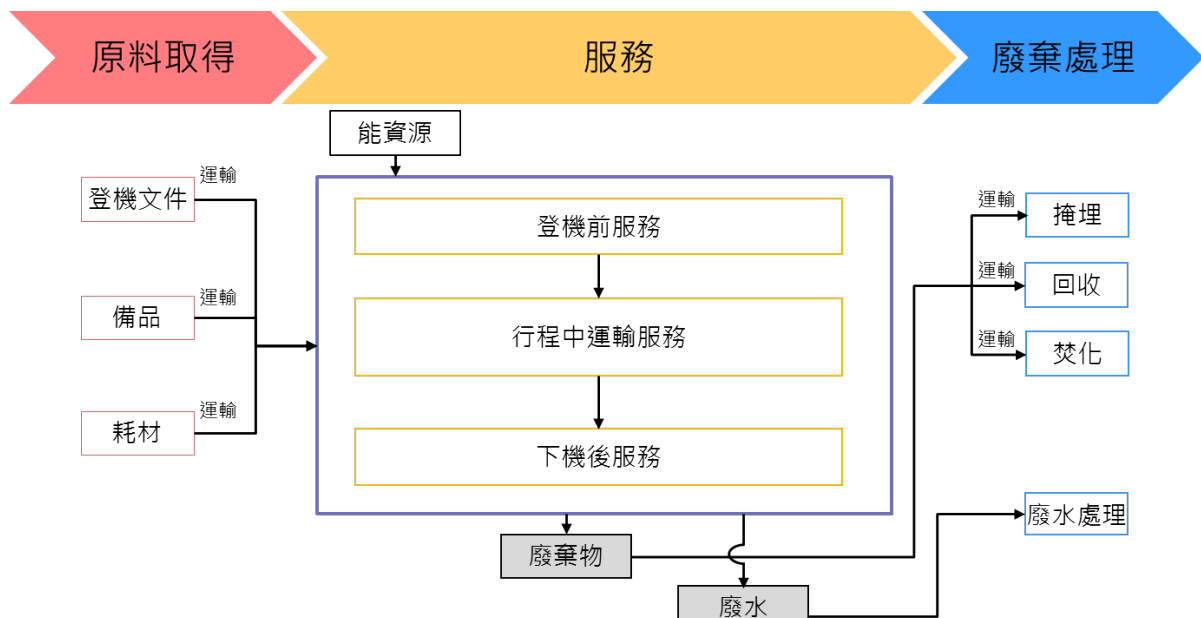 原料取得
服務
廢棄處理
能資源
運輸
登機文件
運輸
備品
運輸
耗材
登機前服務
行程中運輸服務
下機後服務
運輸
掩埋
運輸
回收
運輸
焚化
廢水處理
廢棄物
廢水